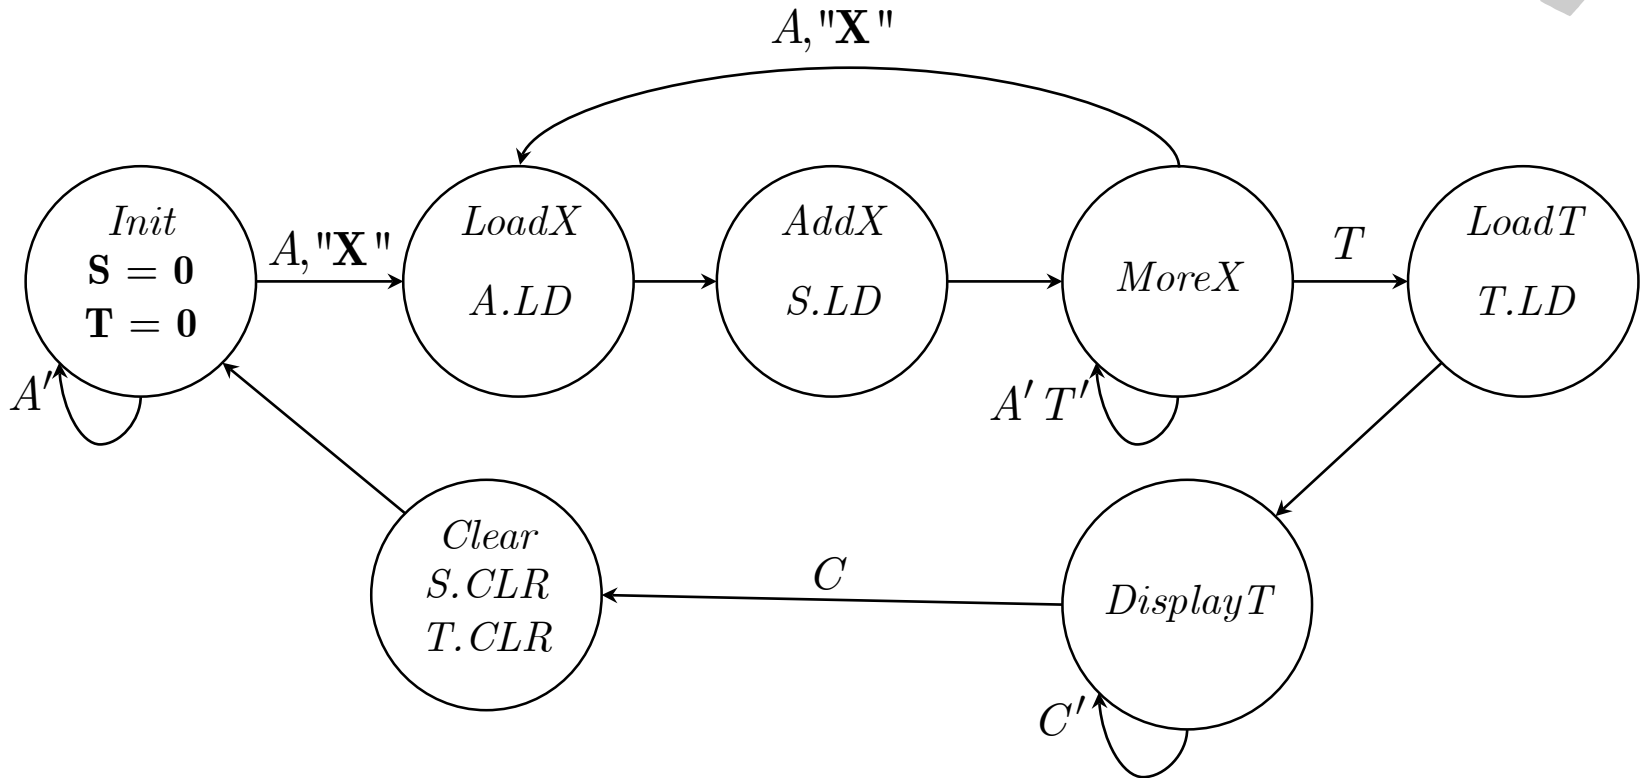 A,"X"
Init
S = 0
T = 0
A'
A,"X"
LoadX
A.LD
AddX
S.LD
MoreX
A' T'
T
LoadT
T.LD
Clear
S.CLR
T.CLR
C
DisplayT
C'